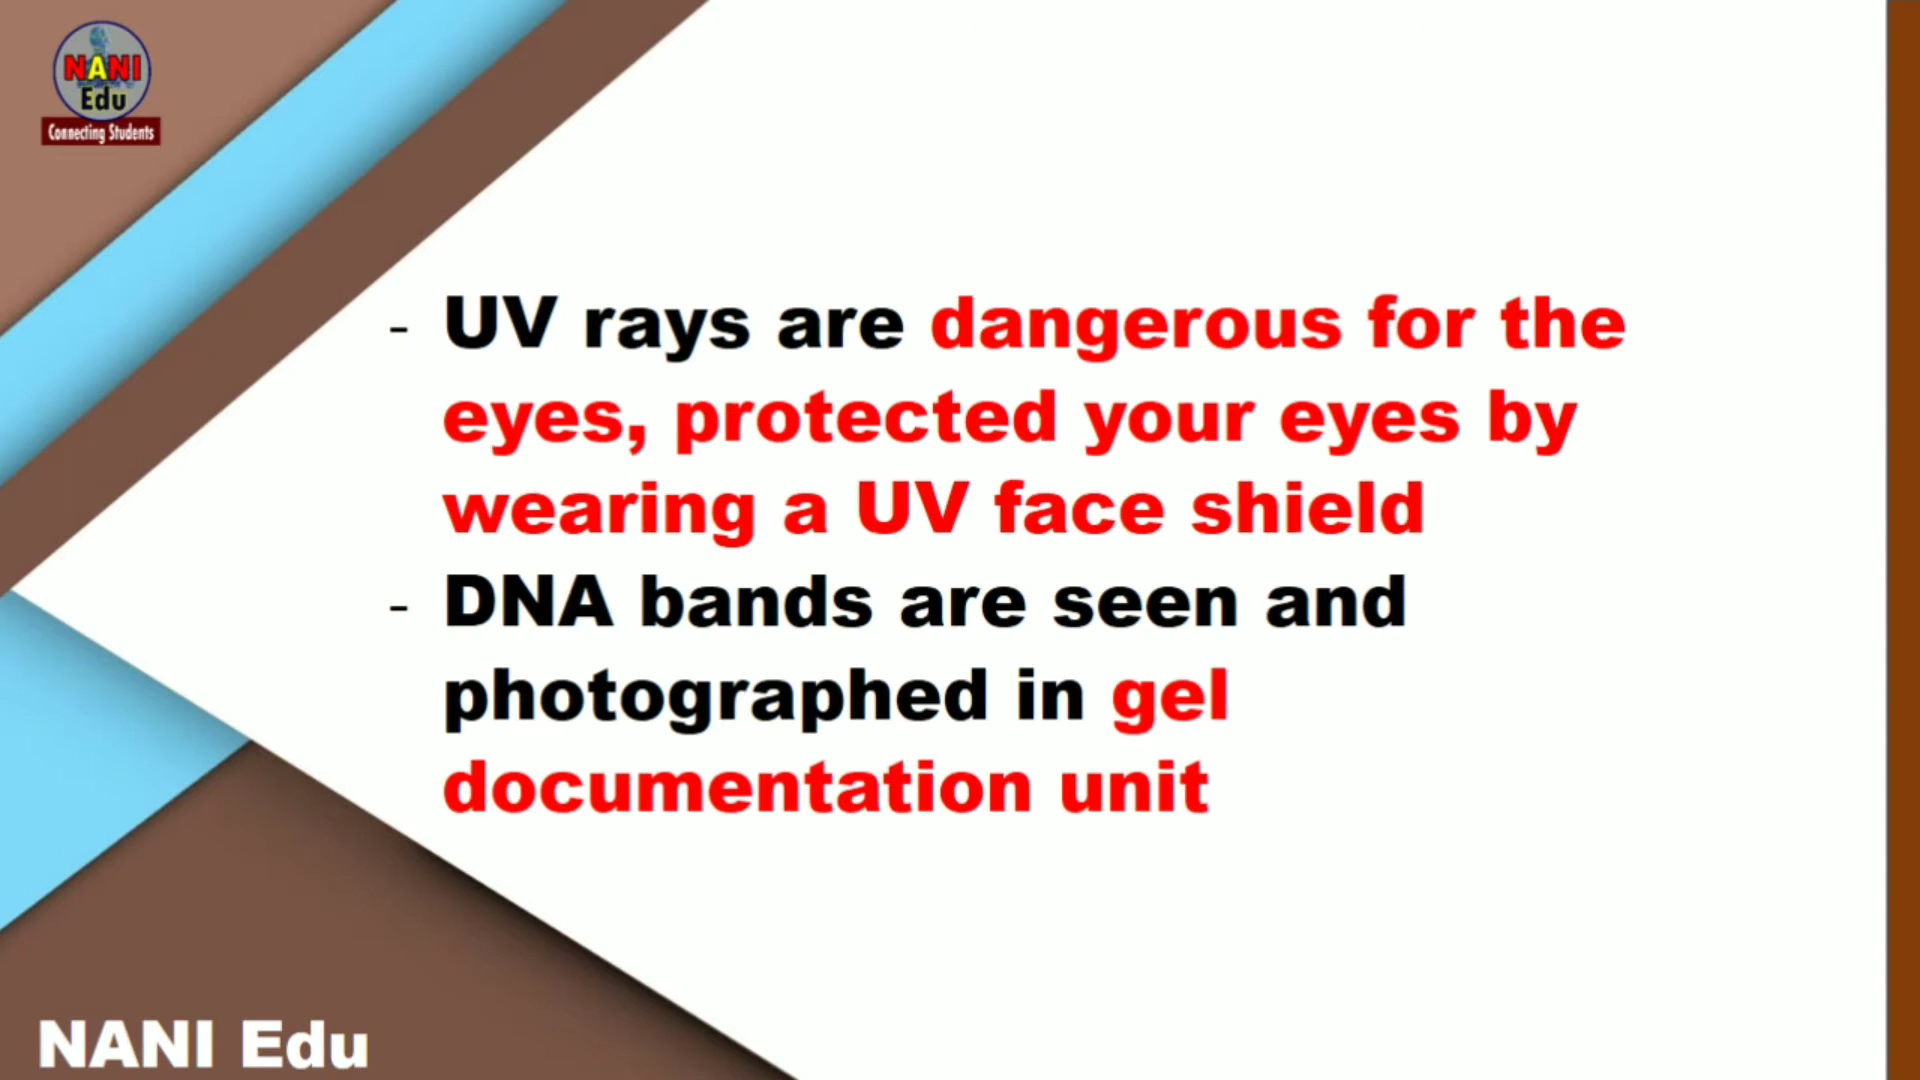 NANI
Edu
Connecting Students
- UV rays are dangerous for the
eyes, protected your eyes by
wearing a UV face shield
- DNA bands are seen and
photographed in gel
documentation unit
NANI Edu